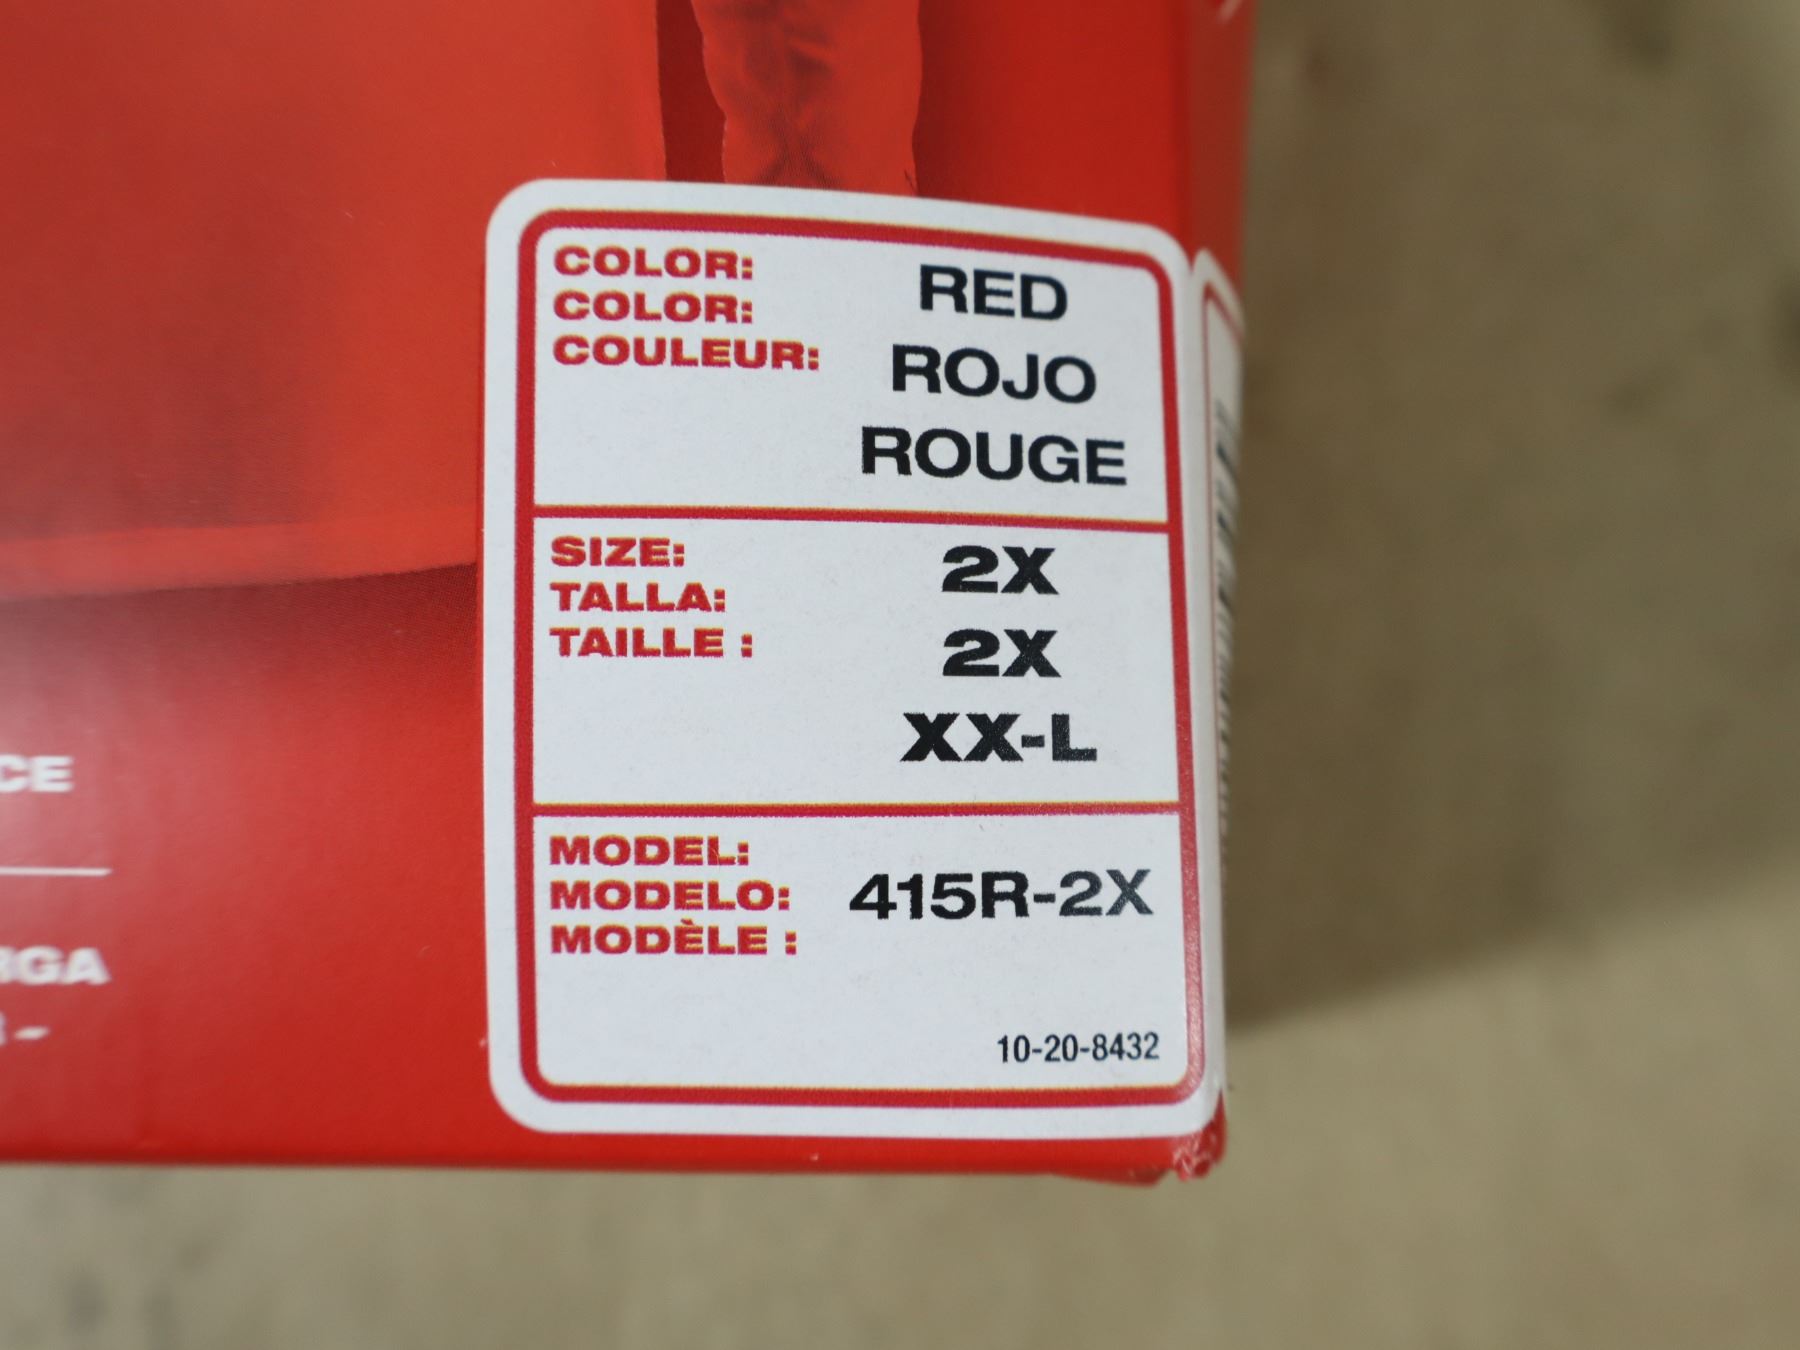 COLOR: RED
COLOR: ROJO
COULEUR: ROUGE
SIZE: 2X
TALLA: 2X
TAILLE : XX-L
MODEL:
MODELO: 415R-2X
MODÈLE :
10-20-8432
CE
RGA